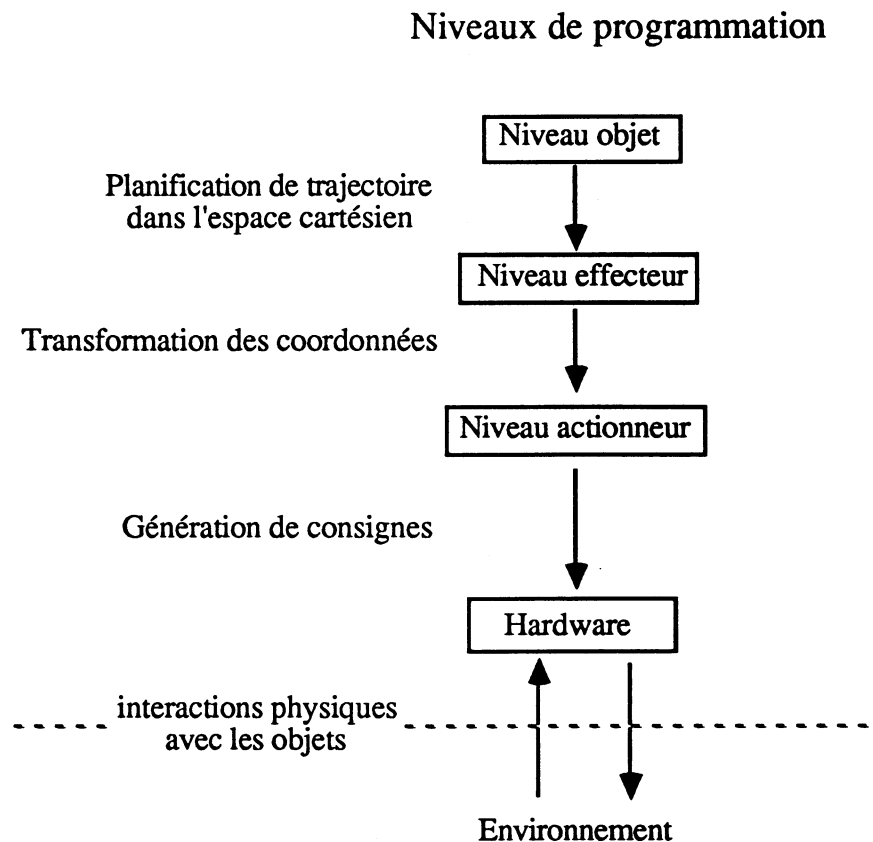 Niveaux de programmation
Niveau objet
Planification de trajectoire
dans l'espace cartésien
Niveau effecteur
Transformation des coordonnées
Niveau actionneur
Génération de consignes
Hardware
interactions physiques
avec les objets
Environnement